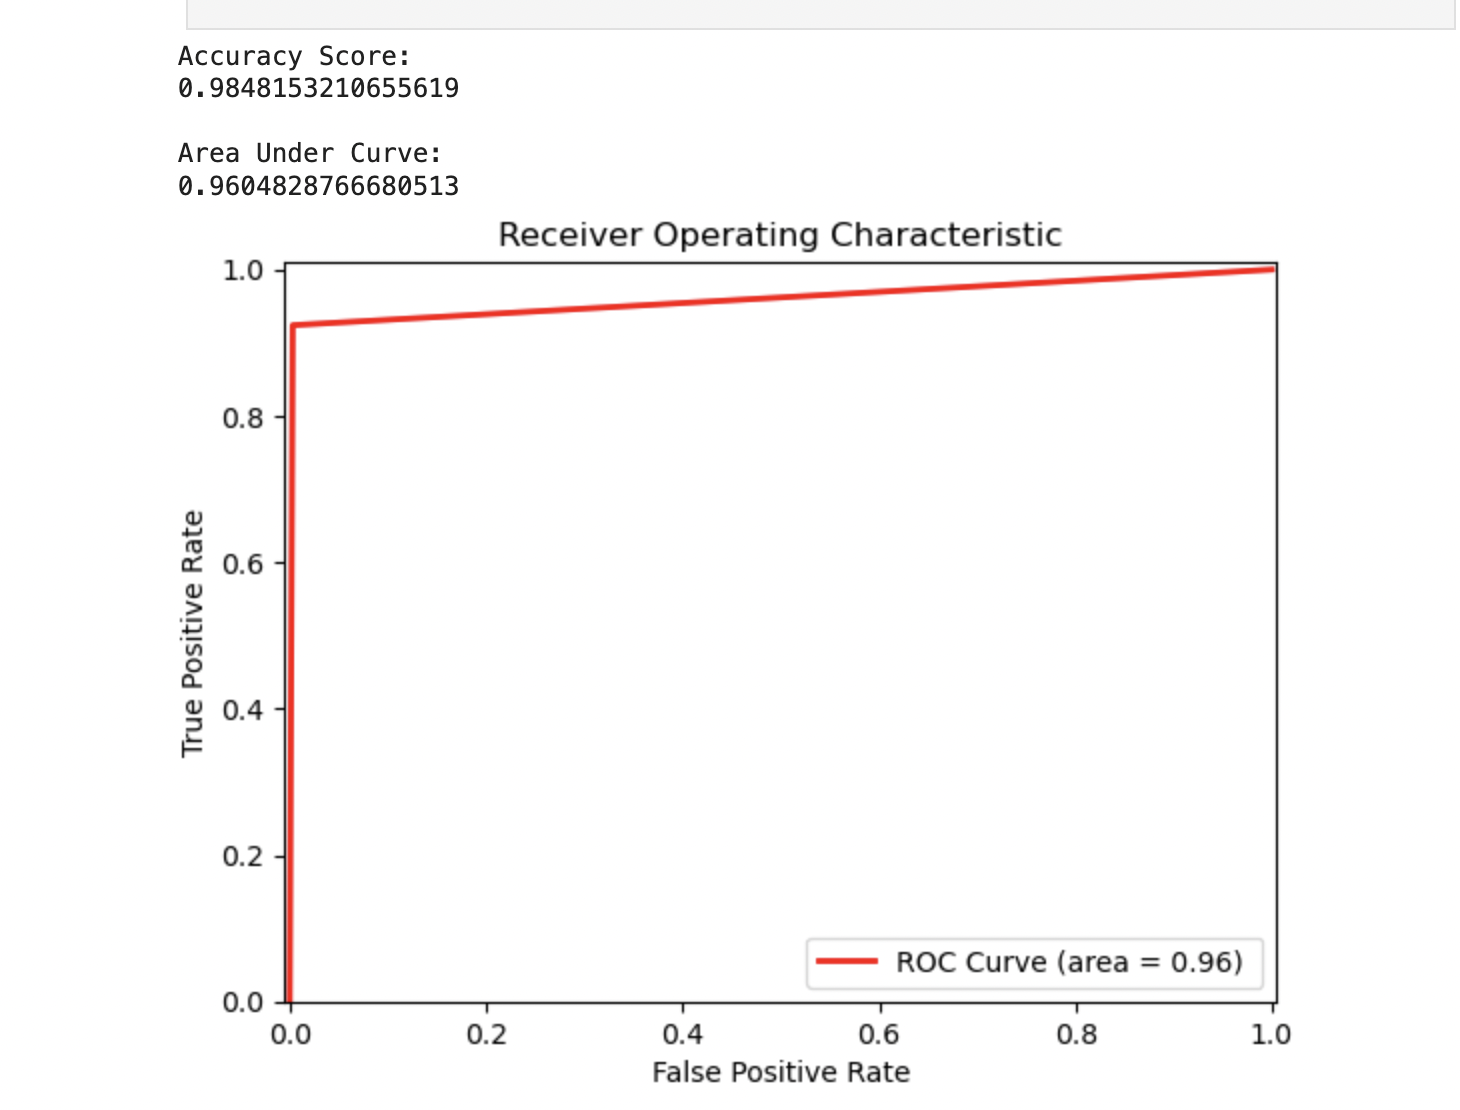 Accuracy Score:
0.9848153210655619
Area Under Curve:
0.9604828766680513
Receiver Operating Characteristic
1.0
0.8
0.6
0.4
0.2
0.0
True Positive Rate
ROC Curve (area = 0.96)
0.0 0.2 0.4 0.6 0.8 1.0
False Positive Rate